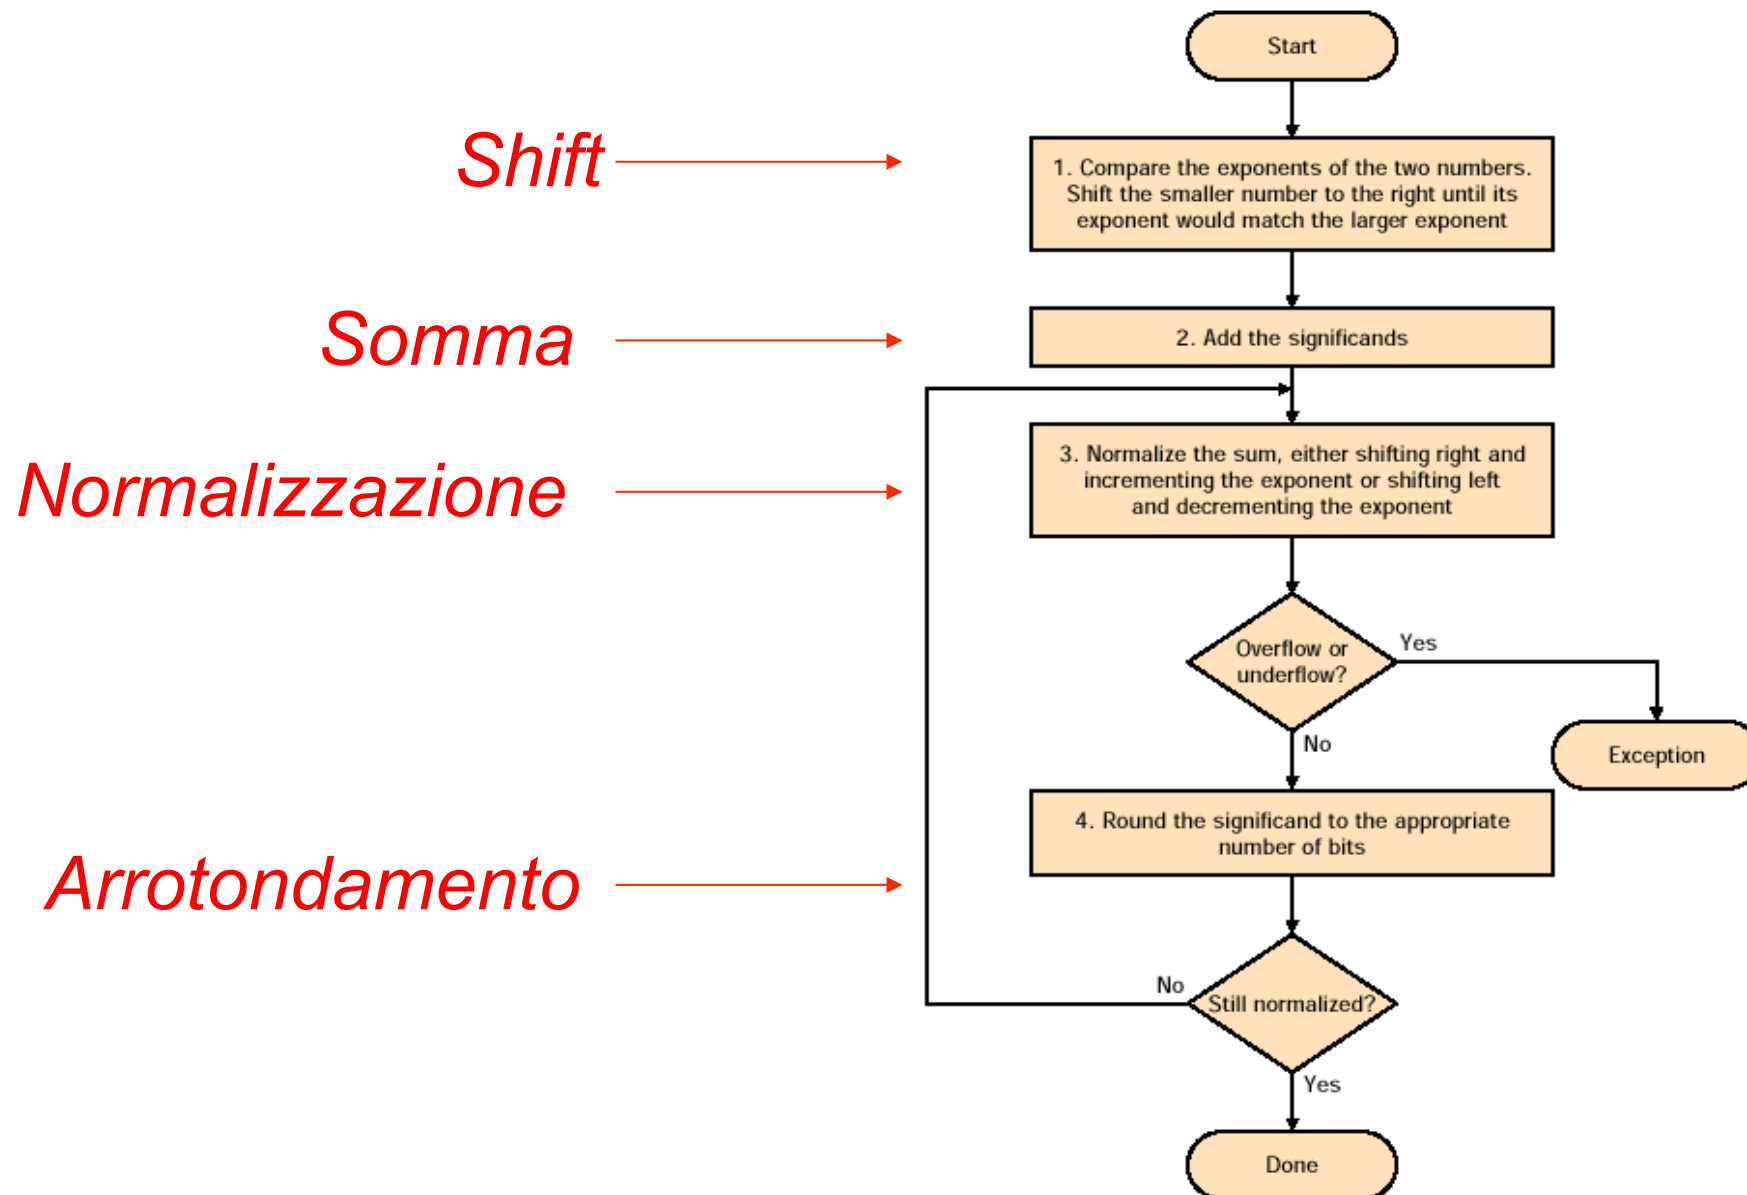 Start
Shift
1. Compare the exponents of the two numbers.
Shift the smaller number to the right until its
exponent would match the larger exponent
Somma
2. Add the significands
Normalizzazione
3. Normalize the sum, either shifting right and
incrementing the exponent or shifting left
and decrementing the exponent
Overflow or
underflow?
Yes
No
Exception
Arrotondamento
4. Round the significand to the appropriate
number of bits
No
Still normalized?
Yes
Done